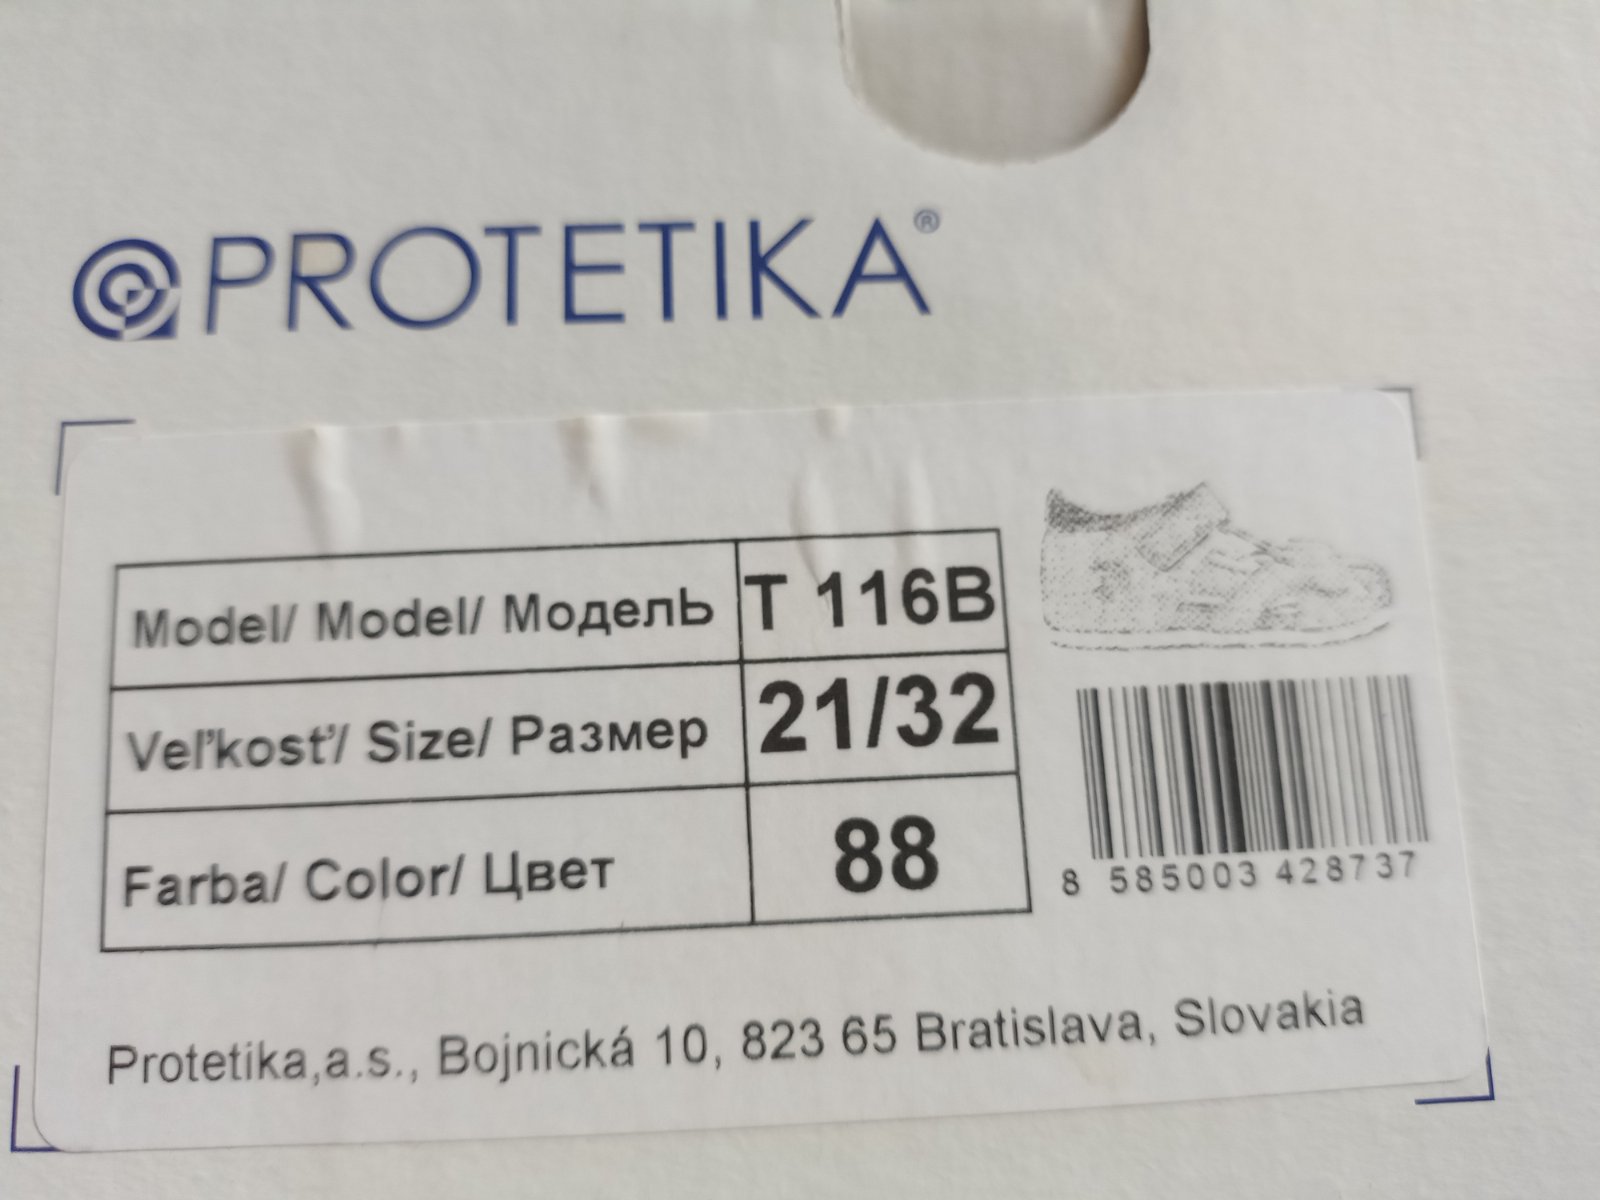 PROTETIKA®
Model/ Model/ Модель T 116B
Veľkosť/ Size/ Размер 21/32
Farba/ Color/ Цвет 88
8 585003 428737
Protetika,a.s., Bojnická 10, 823 65 Bratislava, Slovakia